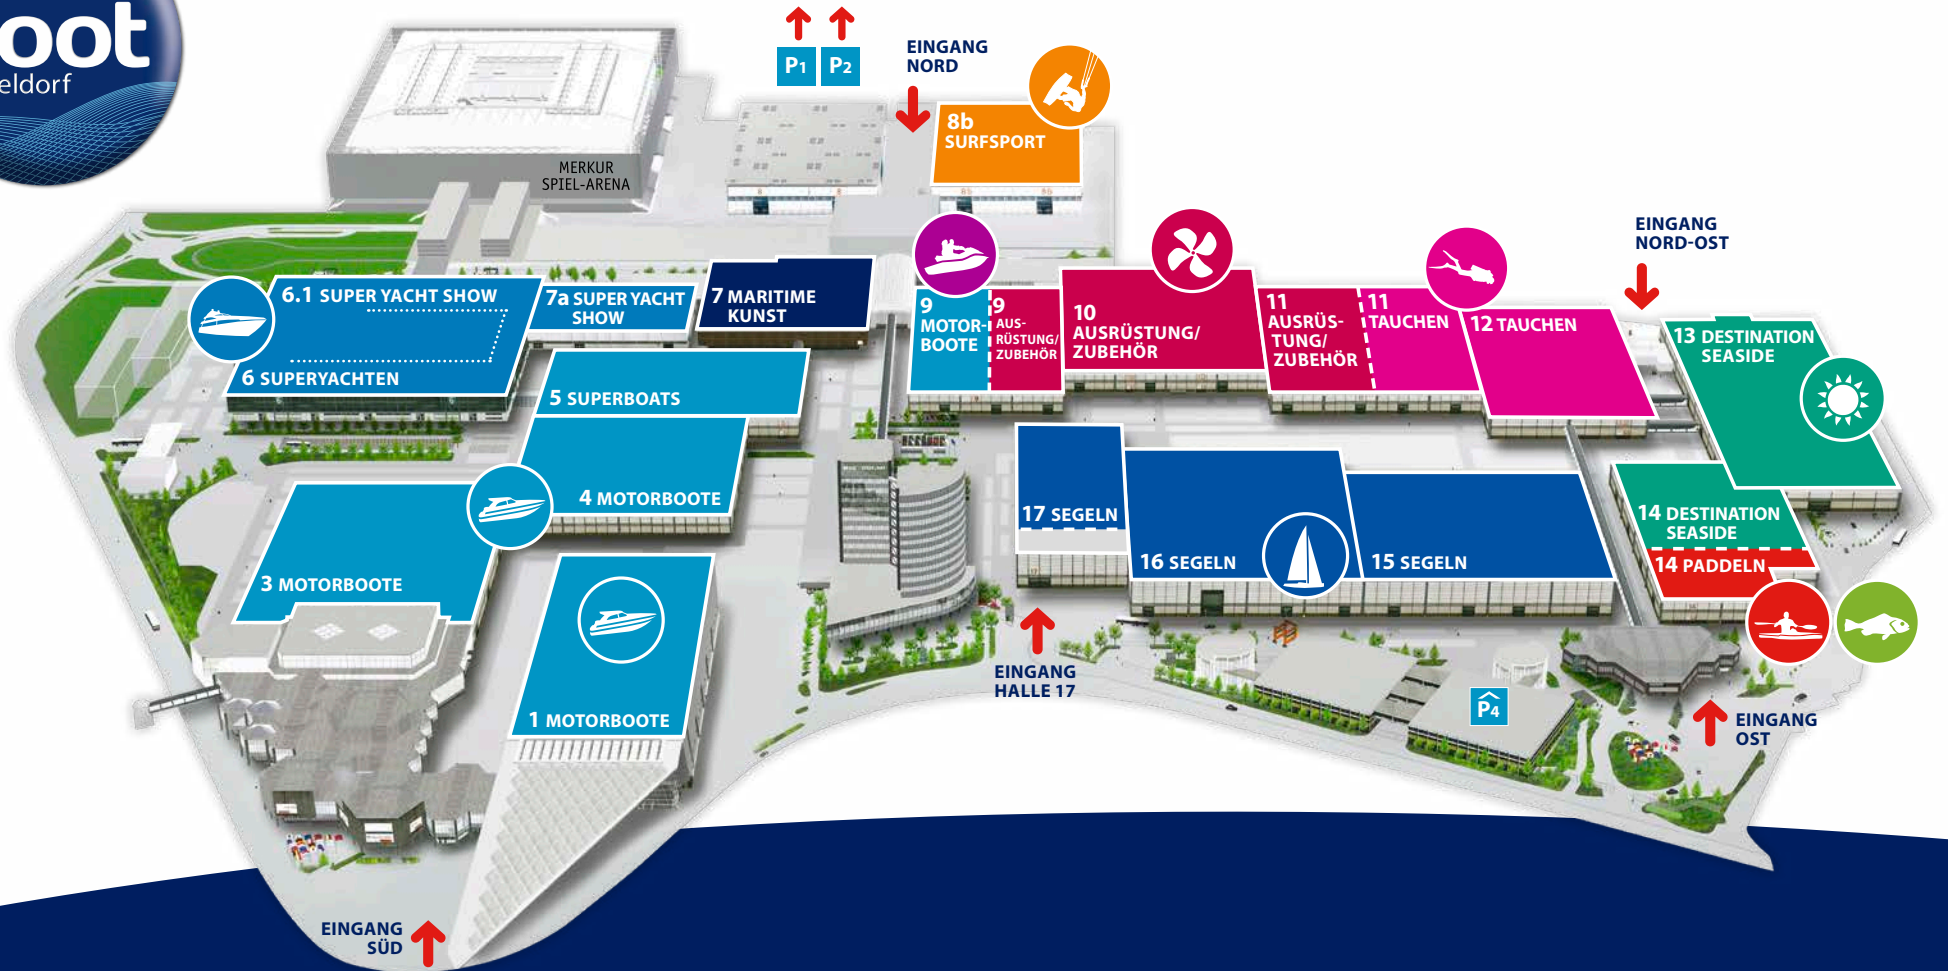 oot
eldorf
MERKUR
SPIEL-ARENA
P1 P2
EINGANG
NORD
8b
SURFSPORT
EINGANG
NORD-OST
6.1 SUPER YACHT SHOW
6 SUPERYACHTEN
7a SUPER YACHT
SHOW
7 MARITIME
KUNST
9
MOTOR-
BOOTE
9
AUS-
RÜSTUNG/
ZUBEHÖR
10
AUSRÜSTUNG/
ZUBEHÖR
11
AUSRÜS-
TUNG/
ZUBEHÖR
11
TAUCHEN
12 TAUCHEN
13 DESTINATION
SEASIDE
5 SUPERBOATS
4 MOTORBOOTE
3 MOTORBOOTE
1 MOTORBOOTE
17 SEGELN
16 SEGELN
15 SEGELN
14 DESTINATION
SEASIDE
14 PADDELN
EINGANG
HALLE 17
P4
EINGANG
OST
EINGANG
SÜD